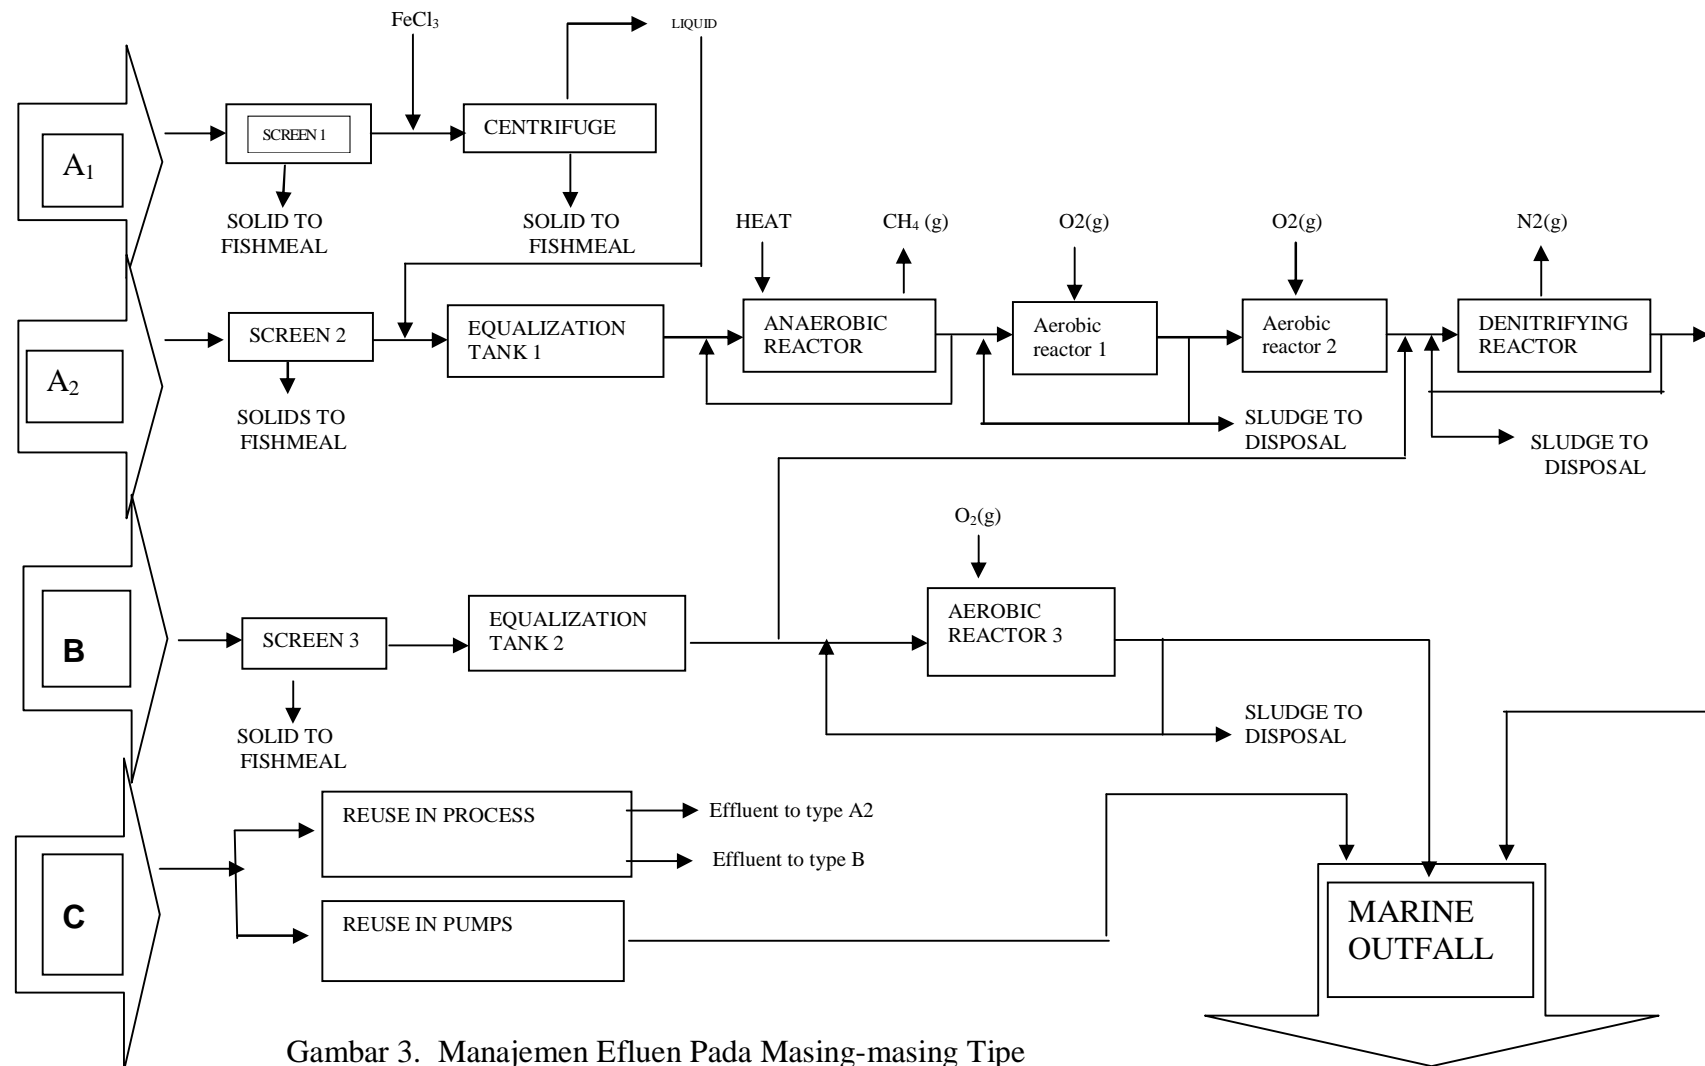 FeCl₃
LIQUID
A₁
SCREEN 1
CENTRIFUGE
SOLID TO
FISHMEAL
SOLID TO
FISHMEAL
HEAT
CH₄ (g)
O2(g)
O2(g)
N2(g)
A₂
SCREEN 2
EQUALIZATION
TANK 1
ANAEROBIC
REACTOR
Aerobic
reactor 1
Aerobic
reactor 2
DENITRIFYING
REACTOR
SOLIDS TO
FISHMEAL
SLUDGE TO
DISPOSAL
SLUDGE TO
DISPOSAL
O₂(g)
B
SCREEN 3
EQUALIZATION
TANK 2
AEROBIC
REACTOR 3
SOLID TO
FISHMEAL
SLUDGE TO
DISPOSAL
C
REUSE IN PROCESS
Effluent to type A2
Effluent to type B
REUSE IN PUMPS
MARINE
OUTFALL
Gambar 3. Manajemen Efluen Pada Masing-masing Tipe